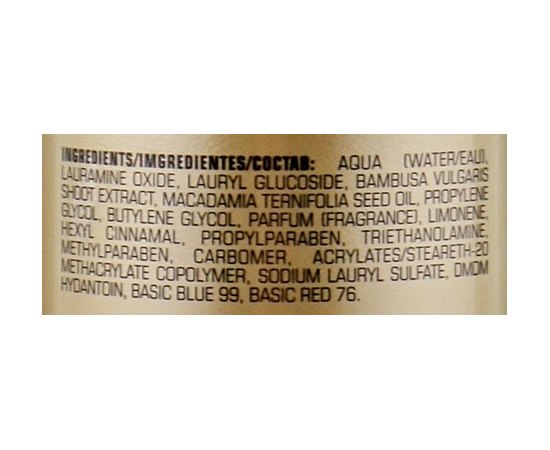 INGREDIENTS/IMGREDIENTES/СОСТАВ: AQUA (WATER/EAU),
LAURAMINE OXIDE, LAURYL GLUCOSIDE, BAMBUSA VULGARIS
SHOOT EXTRACT, MACADAMIA TERNIFOLIA SEED OIL, PROPYLENE
GLYCOL, BUTYLENE GLYCOL, PARFUM (FRAGRANCE), LIMONENE,
HEXYL CINNAMAL, PROPYLPARABEN, TRIETHANOLAMINE,
METHYLPARABEN, CARBOMER, ACRYLATES/STEARETH-20
METHACRYLATE COPOLYMER, SODIUM LAURYL SULFATE, DMDM
HYDANTOIN, BASIC BLUE 99, BASIC RED 76.